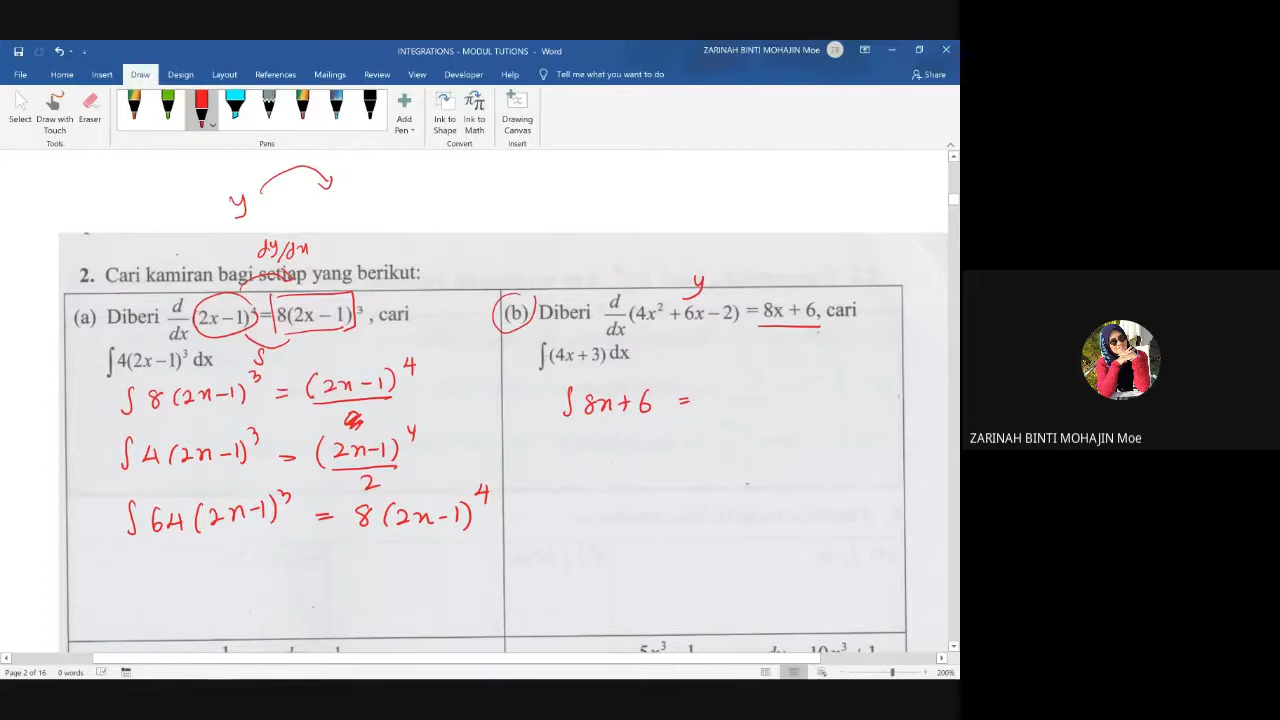 INTEGRATIONS - MODUL TUTIONS - Word
ZARINAH BINTI MOHAJIN Moe ZB
File Home Insert Draw Design Layout References Mailings Review View Developer Help Tell me what you want to do Share
Select Draw with Touch Eraser Add Pen Ink to Shape Ink to Math Drawing Canvas
Tools Pens Convert Insert
y
dy/dx
2. Cari kamiran bagi setiap yang berikut:
(a) Diberi d/dx (2x−1)⁴ = 8(2x − 1)³ , cari
∫4(2x−1)³ dx
S
∫ 8 (2x−1)³ = (2x−1)⁴
∫ 4 (2x−1)³ = (2x−1)⁴/2
∫ 64 (2x−1)³ = 8 (2x−1)⁴
y
(b) Diberi d/dx (4x² + 6x − 2) = 8x + 6, cari
∫(4x + 3) dx
∫ 8x + 6 =
ZARINAH BINTI MOHAJIN Moe
Page 2 of 16 0 words 200%